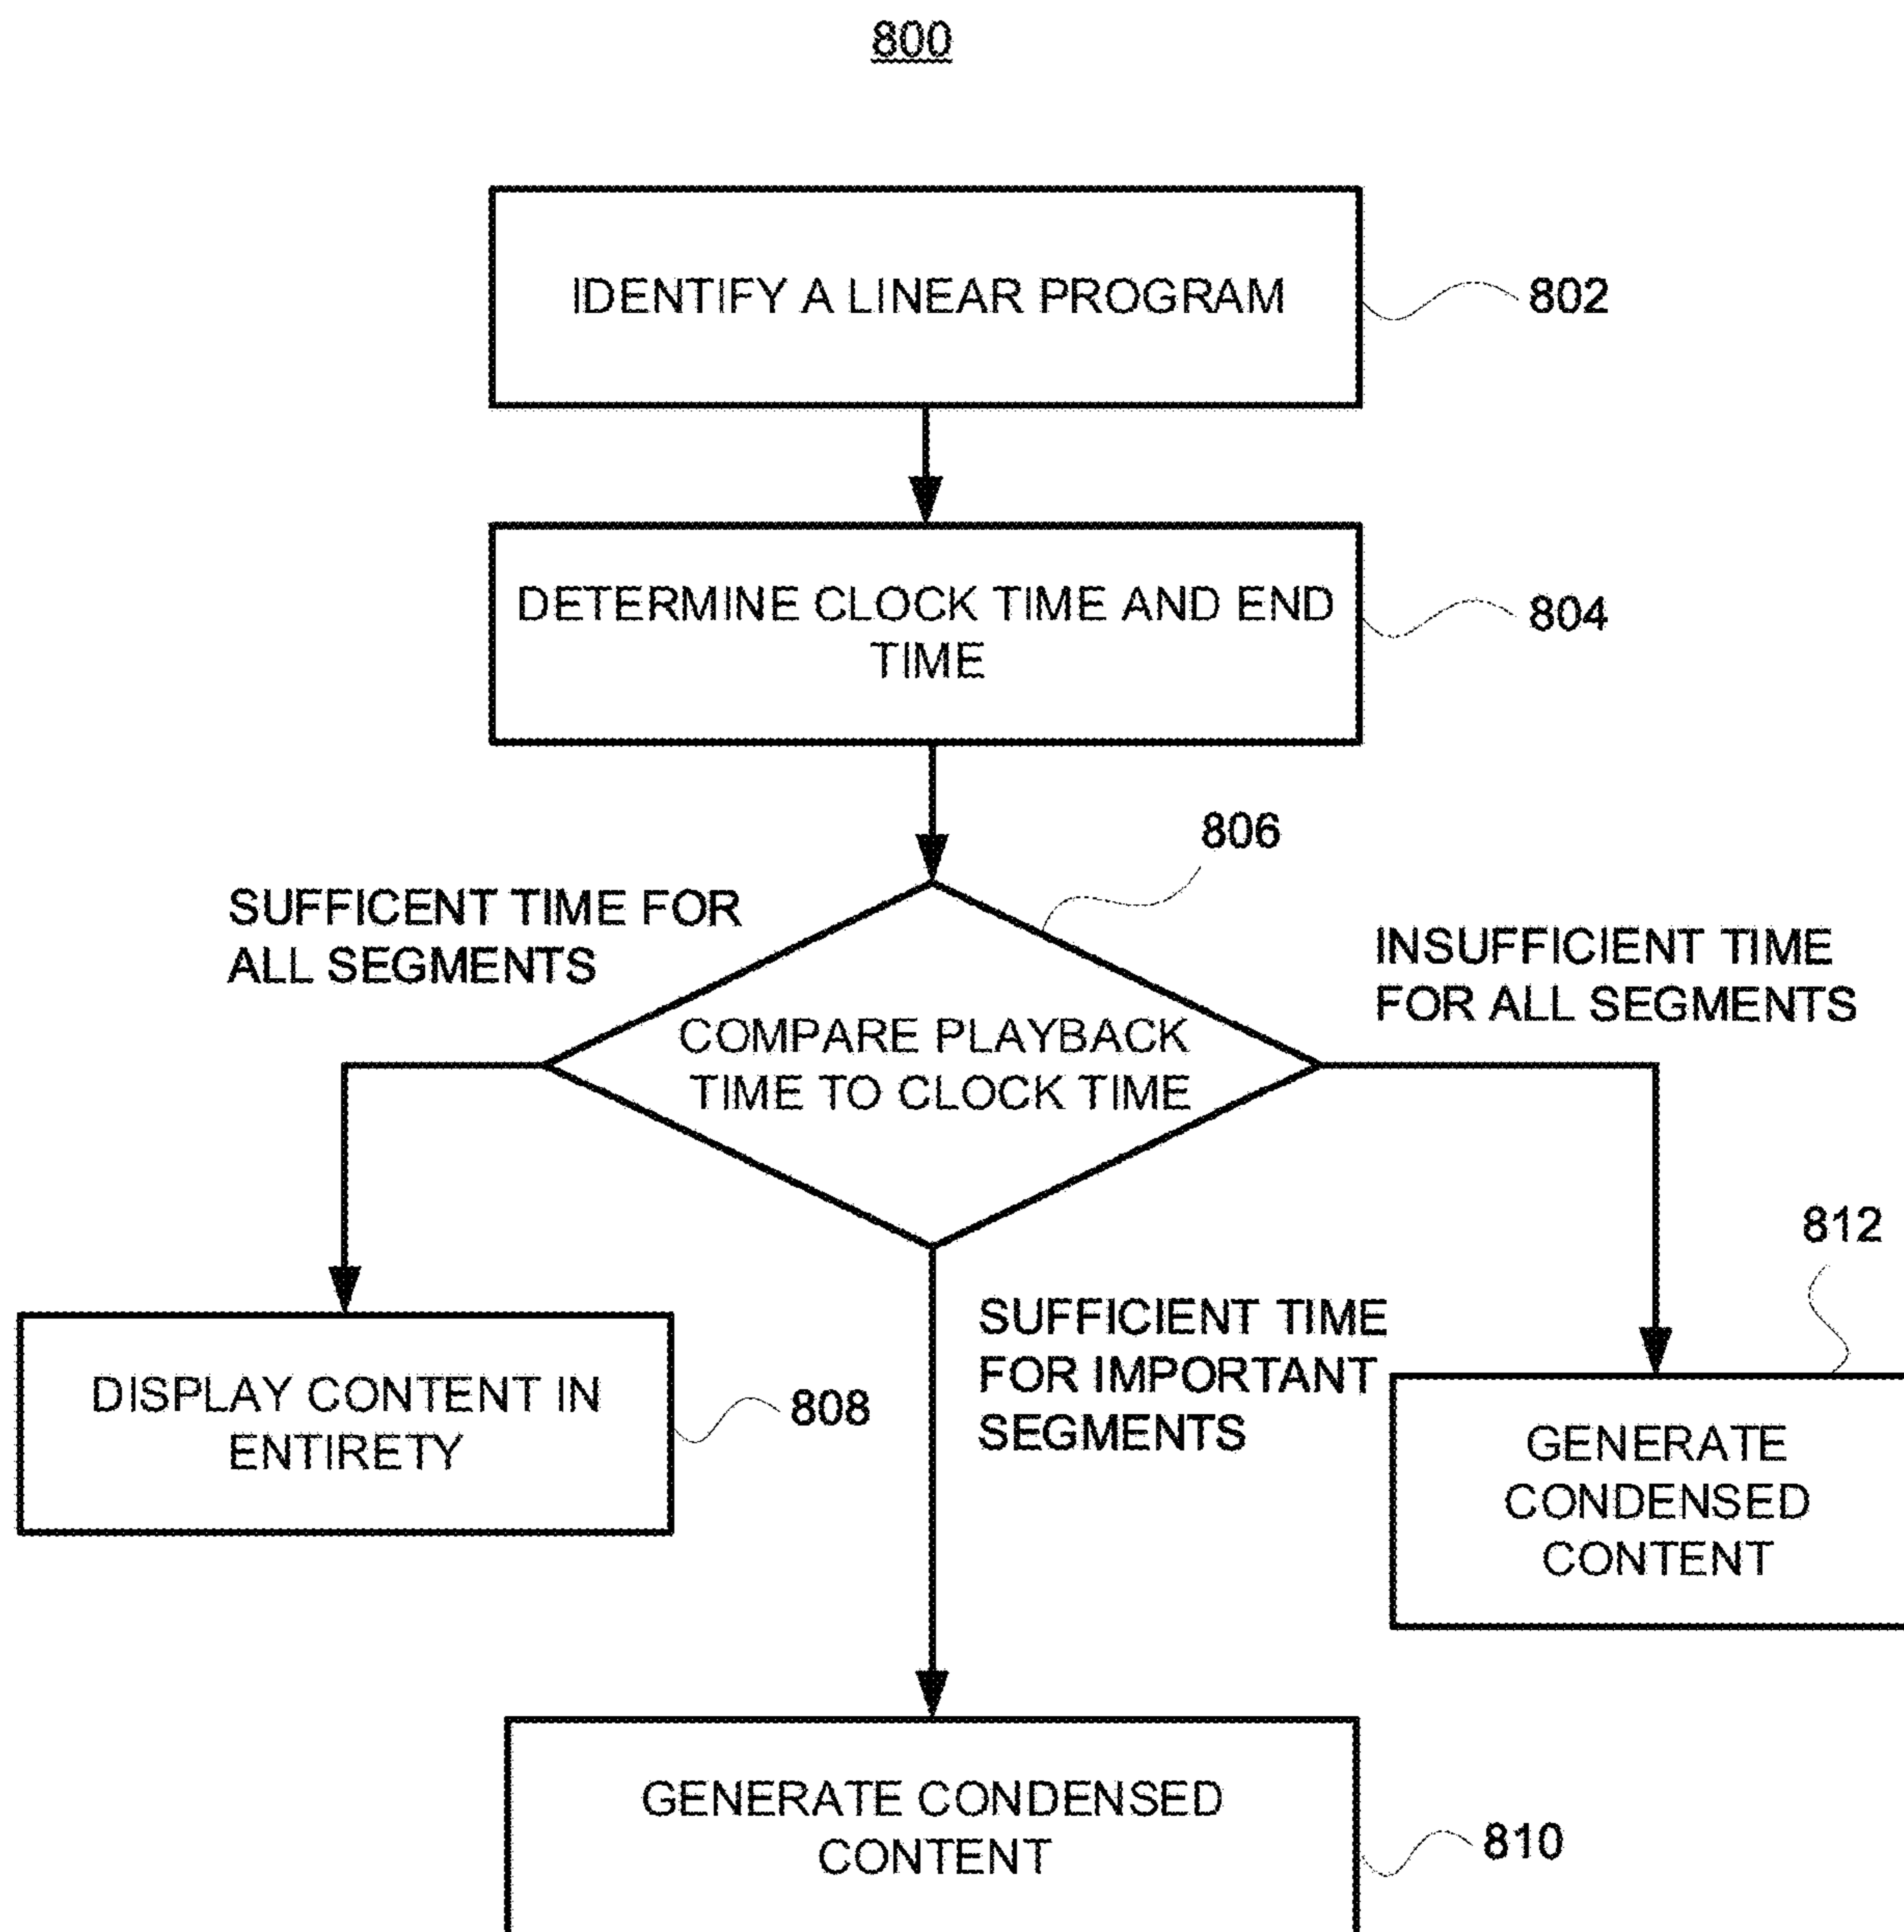 800
IDENTIFY A LINEAR PROGRAM
802
DETERMINE CLOCK TIME AND END
TIME
804
806
SUFFICENT TIME FOR
ALL SEGMENTS
INSUFFICIENT TIME
FOR ALL SEGMENTS
COMPARE PLAYBACK
TIME TO CLOCK TIME
812
SUFFICIENT TIME
FOR IMPORTANT
SEGMENTS
DISPLAY CONTENT IN
ENTIRETY
808
GENERATE
CONDENSED
CONTENT
GENERATE CONDENSED
CONTENT
810